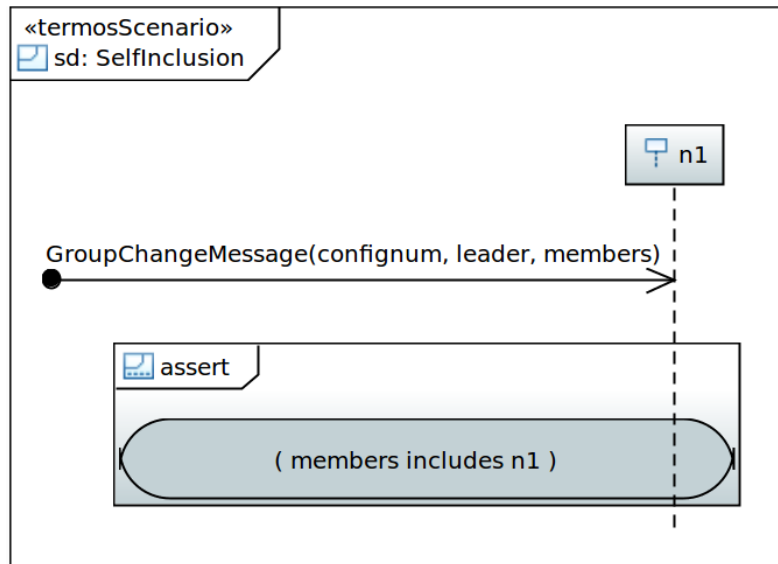 «termosScenario»
sd: SelfInclusion
n1
GroupChangeMessage(confignum, leader, members)
assert
( members includes n1 )